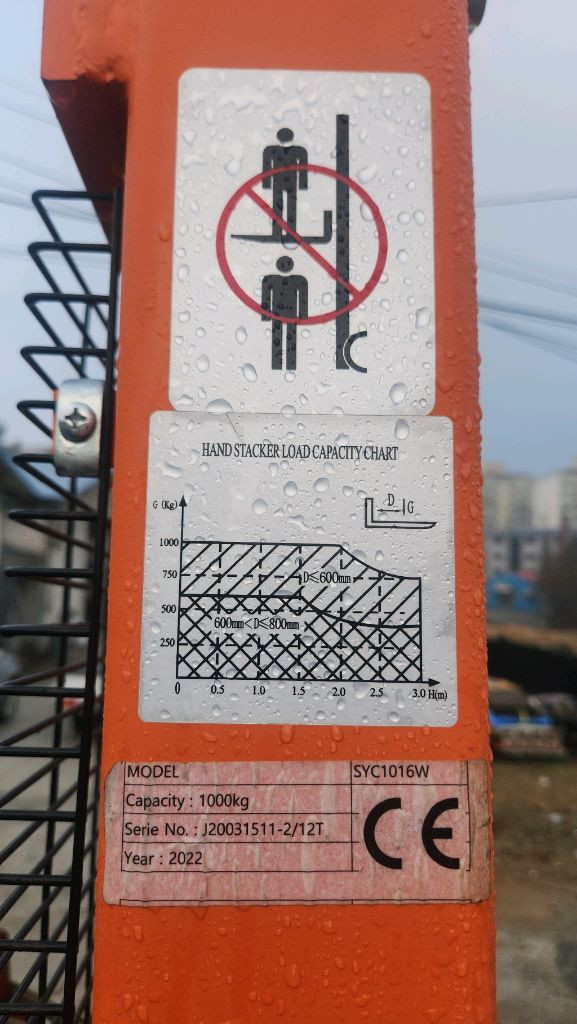 HAND STACKER LOAD CAPACITY CHART
G (Kg)
D
G
1000
750
500
250
D≤600mm
600mm<D≤800mm
0 0.5 1.0 1.5 2.0 2.5 3.0 H(m)
MODEL SYC1016W
Capacity : 1000kg
Serie No. : J20031511-2/12T
Year : 2022
CE